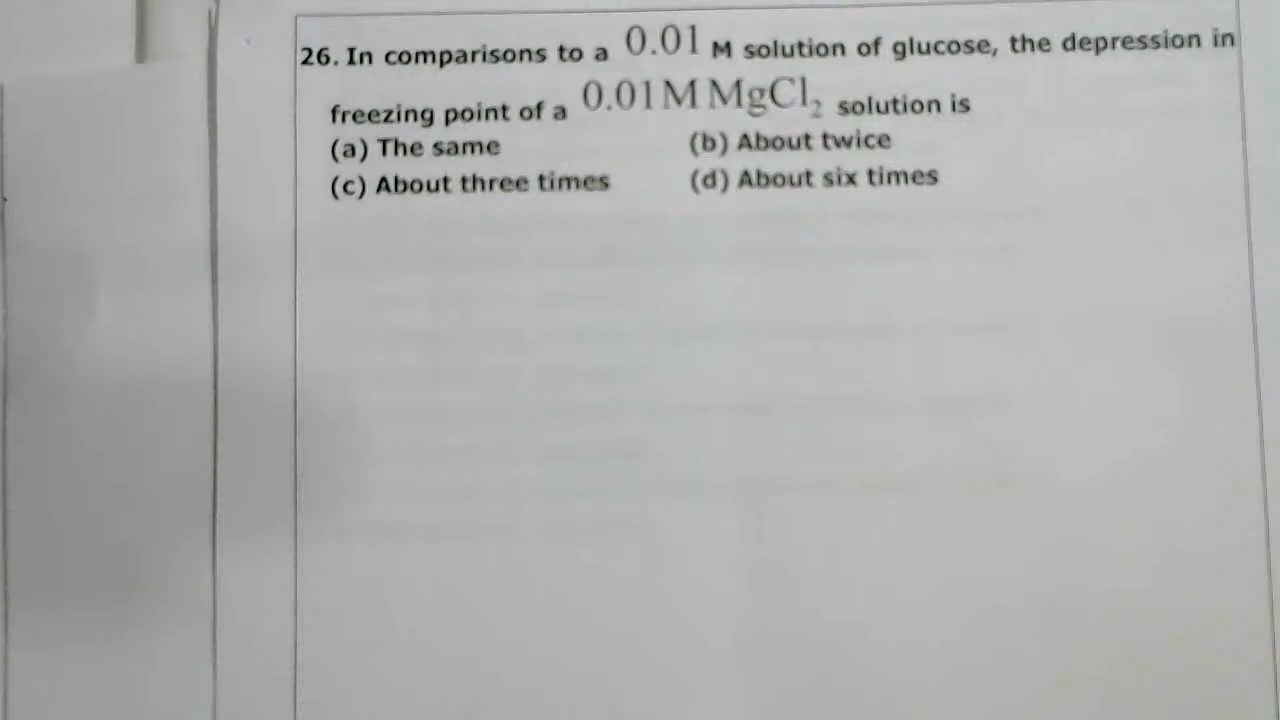 26. In comparisons to a 0.01 M solution of glucose, the depression in
freezing point of a 0.01M MgCl₂ solution is
(a) The same (b) About twice
(c) About three times (d) About six times